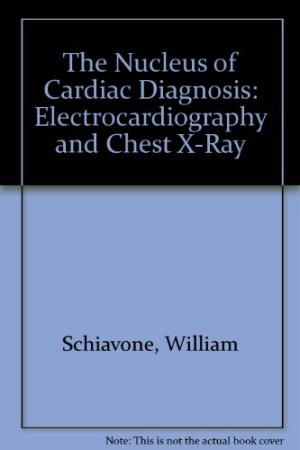 The Nucleus of
Cardiac Diagnosis:
Electrocardiography
and Chest X-Ray
Schiavone, William
Note: This is not the actual book cover